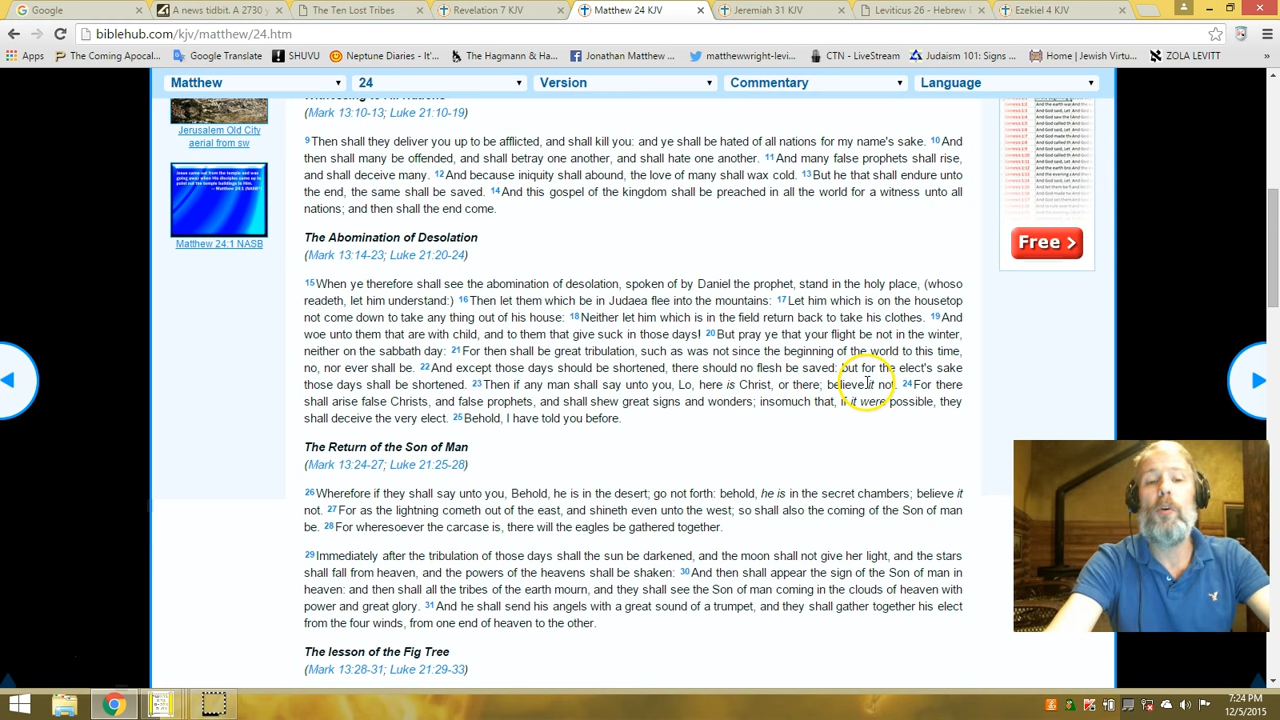 Google
A news tidbit. A 2730 y
The Ten Lost Tribes
Revelation 7 KJV
Matthew 24 KJV
Jeremiah 31 KJV
Leviticus 26 - Hebrew E
Ezekiel 4 KJV
biblehub.com/kjv/matthew/24.htm
Apps
The Coming Apocal...
Google Translate
SHUVU
Neptune Diaries - It'...
The Hagmann & H...
Jonathan Matthew ...
matthewwright-levi...
CTN - LiveStream
Judaism 101: Signs ...
Home | Jewish Virtu...
ZOLA LEVITT
Matthew
24
Version
Commentary
Language
Jerusalem Old City
aerial from sw
Matthew 24:1 NASB
(Mark 13:9-13; Luke 21:10-19)
9Then shall they deliver you up to be afflicted, and shall kill you: and ye shall be hated of all nations for my name's sake. 10And
then shall many be offended, and shall betray one another, and shall hate one another. 11And many false prophets shall rise,
and shall deceive many. 12And because iniquity shall abound, the love of many shall wax cold. 13But he that shall endure unto
the end, the same shall be saved. 14And this gospel of the kingdom shall be preached in all the world for a witness unto all
nations; and then shall the end come.
The Abomination of Desolation
(Mark 13:14-23; Luke 21:20-24)
15When ye therefore shall see the abomination of desolation, spoken of by Daniel the prophet, stand in the holy place, (whoso
readeth, let him understand:) 16Then let them which be in Judaea flee into the mountains: 17Let him which is on the housetop
not come down to take any thing out of his house: 18Neither let him which is in the field return back to take his clothes. 19And
woe unto them that are with child, and to them that give suck in those days! 20But pray ye that your flight be not in the winter,
neither on the sabbath day: 21For then shall be great tribulation, such as was not since the beginning of the world to this time,
no, nor ever shall be. 22And except those days should be shortened, there should no flesh be saved: but for the elect's sake
those days shall be shortened. 23Then if any man shall say unto you, Lo, here is Christ, or there; believe it not. 24For there
shall arise false Christs, and false prophets, and shall shew great signs and wonders; insomuch that, if it were possible, they
shall deceive the very elect. 25Behold, I have told you before.
Free >
The Return of the Son of Man
(Mark 13:24-27; Luke 21:25-28)
26Wherefore if they shall say unto you, Behold, he is in the desert; go not forth: behold, he is in the secret chambers; believe it
not. 27For as the lightning cometh out of the east, and shineth even unto the west; so shall also the coming of the Son of man
be. 28For wheresoever the carcase is, there will the eagles be gathered together.
29Immediately after the tribulation of those days shall the sun be darkened, and the moon shall not give her light, and the stars
shall fall from heaven, and the powers of the heavens shall be shaken: 30And then shall appear the sign of the Son of man in
heaven: and then shall all the tribes of the earth mourn, and they shall see the Son of man coming in the clouds of heaven with
power and great glory. 31And he shall send his angels with a great sound of a trumpet, and they shall gather together his elect
from the four winds, from one end of heaven to the other.
The lesson of the Fig Tree
(Mark 13:28-31; Luke 21:29-33)
7:24 PM
12/5/2015